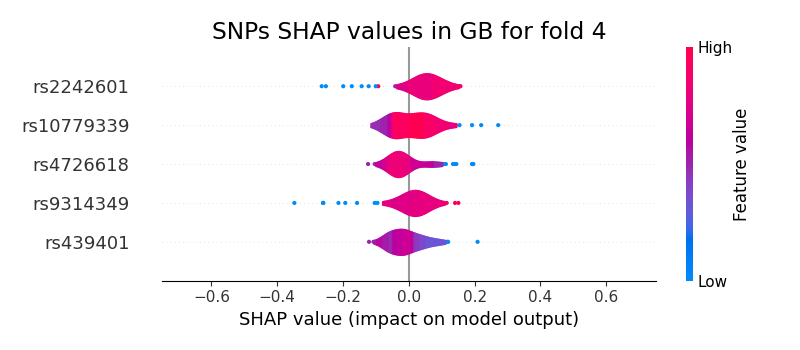 SNPs SHAP values in GB for fold 4
High
rs2242601
rs10779339
rs4726618
rs9314349
rs439401
Feature value
Low
−0.6 −0.4 −0.2 0.0 0.2 0.4 0.6
SHAP value (impact on model output)